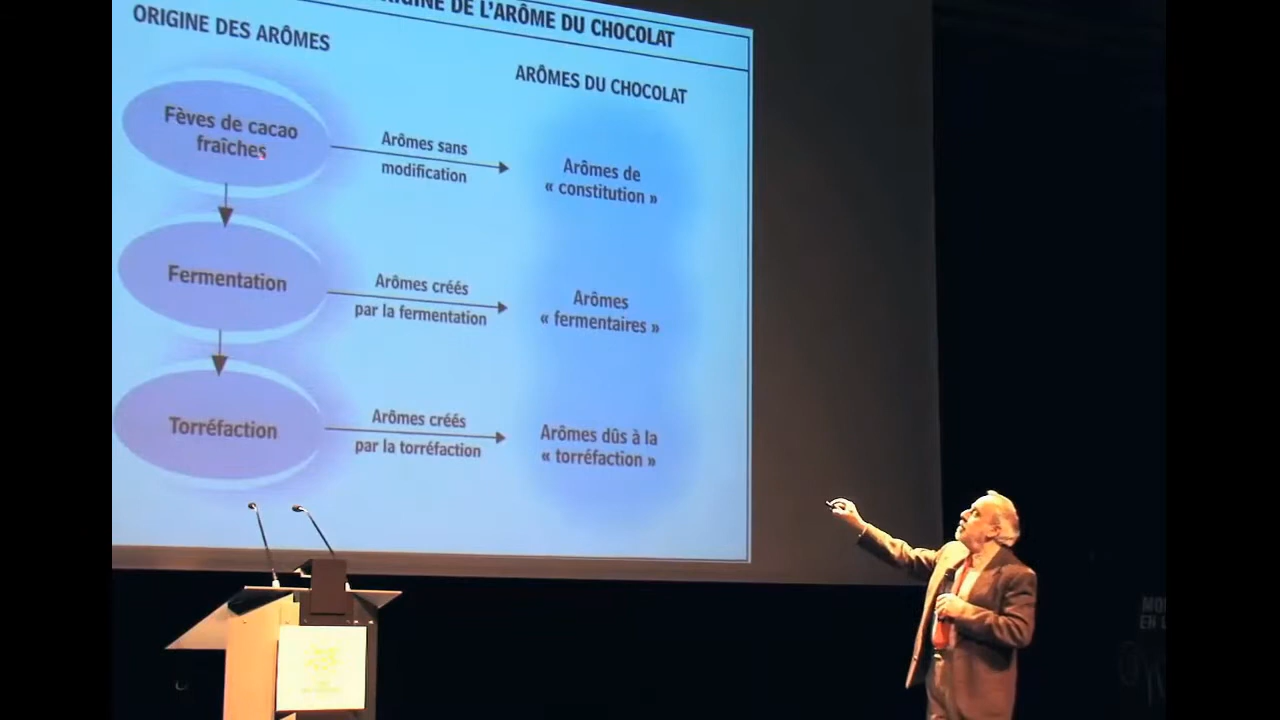 DE L'ARÔME DU CHOCOLAT
ORIGINE DES ARÔMES
ARÔMES DU CHOCOLAT
Fèves de cacao
fraîches
Arômes sans
modification
Arômes de
« constitution »
Fermentation
Arômes créés
par la fermentation
Arômes
« fermentaires »
Torréfaction
Arômes créés
par la torréfaction
Arômes dûs à la
« torréfaction »